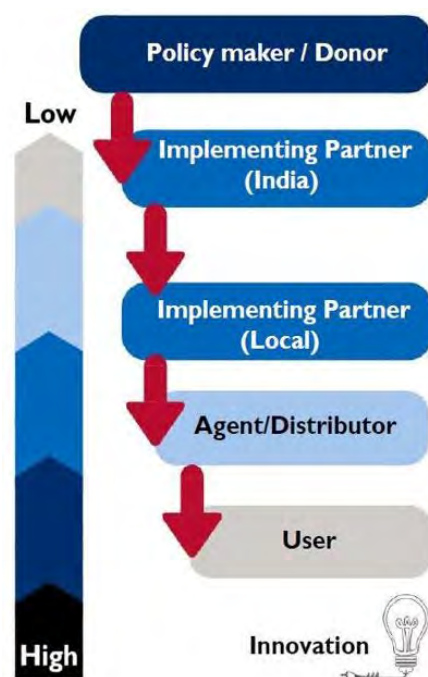 Policy maker / Donor
Low
Implementing Partner
(India)
Implementing Partner
(Local)
Agent/Distributor
User
Innovation
High